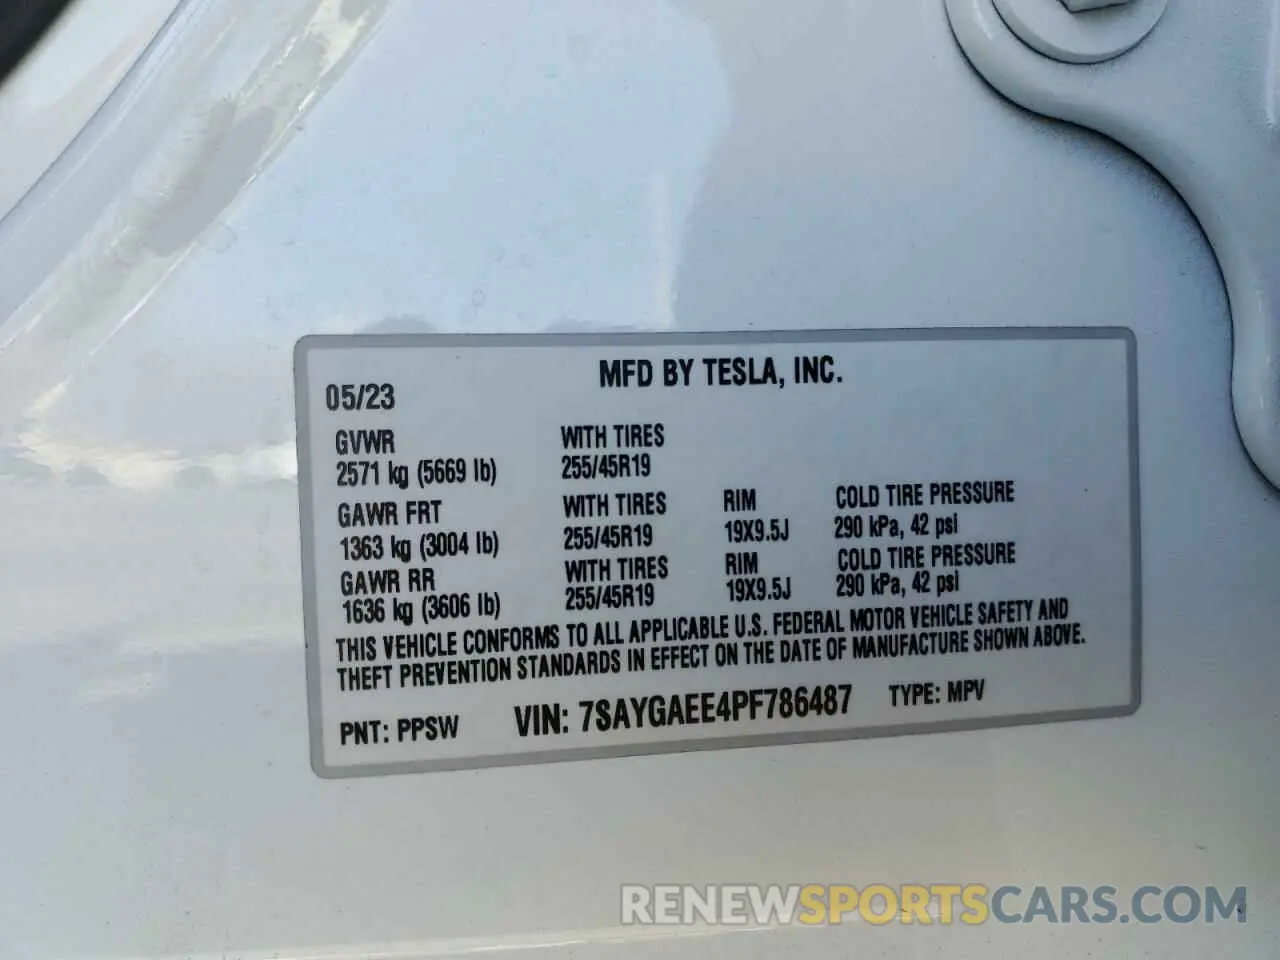 MFD BY TESLA, INC.
05/23
GVWR WITH TIRES
2571 kg (5669 lb) 255/45R19
GAWR FRT WITH TIRES RIM COLD TIRE PRESSURE
1363 kg (3004 lb) 255/45R19 19X9.5J 290 kPa, 42 psi
GAWR RR WITH TIRES RIM COLD TIRE PRESSURE
1636 kg (3606 lb) 255/45R19 19X9.5J 290 kPa, 42 psi
THIS VEHICLE CONFORMS TO ALL APPLICABLE U.S. FEDERAL MOTOR VEHICLE SAFETY AND
THEFT PREVENTION STANDARDS IN EFFECT ON THE DATE OF MANUFACTURE SHOWN ABOVE.
PNT: PPSW VIN: 7SAYGAEE4PF786487 TYPE: MPV
RENEWSPORTSCARS.COM